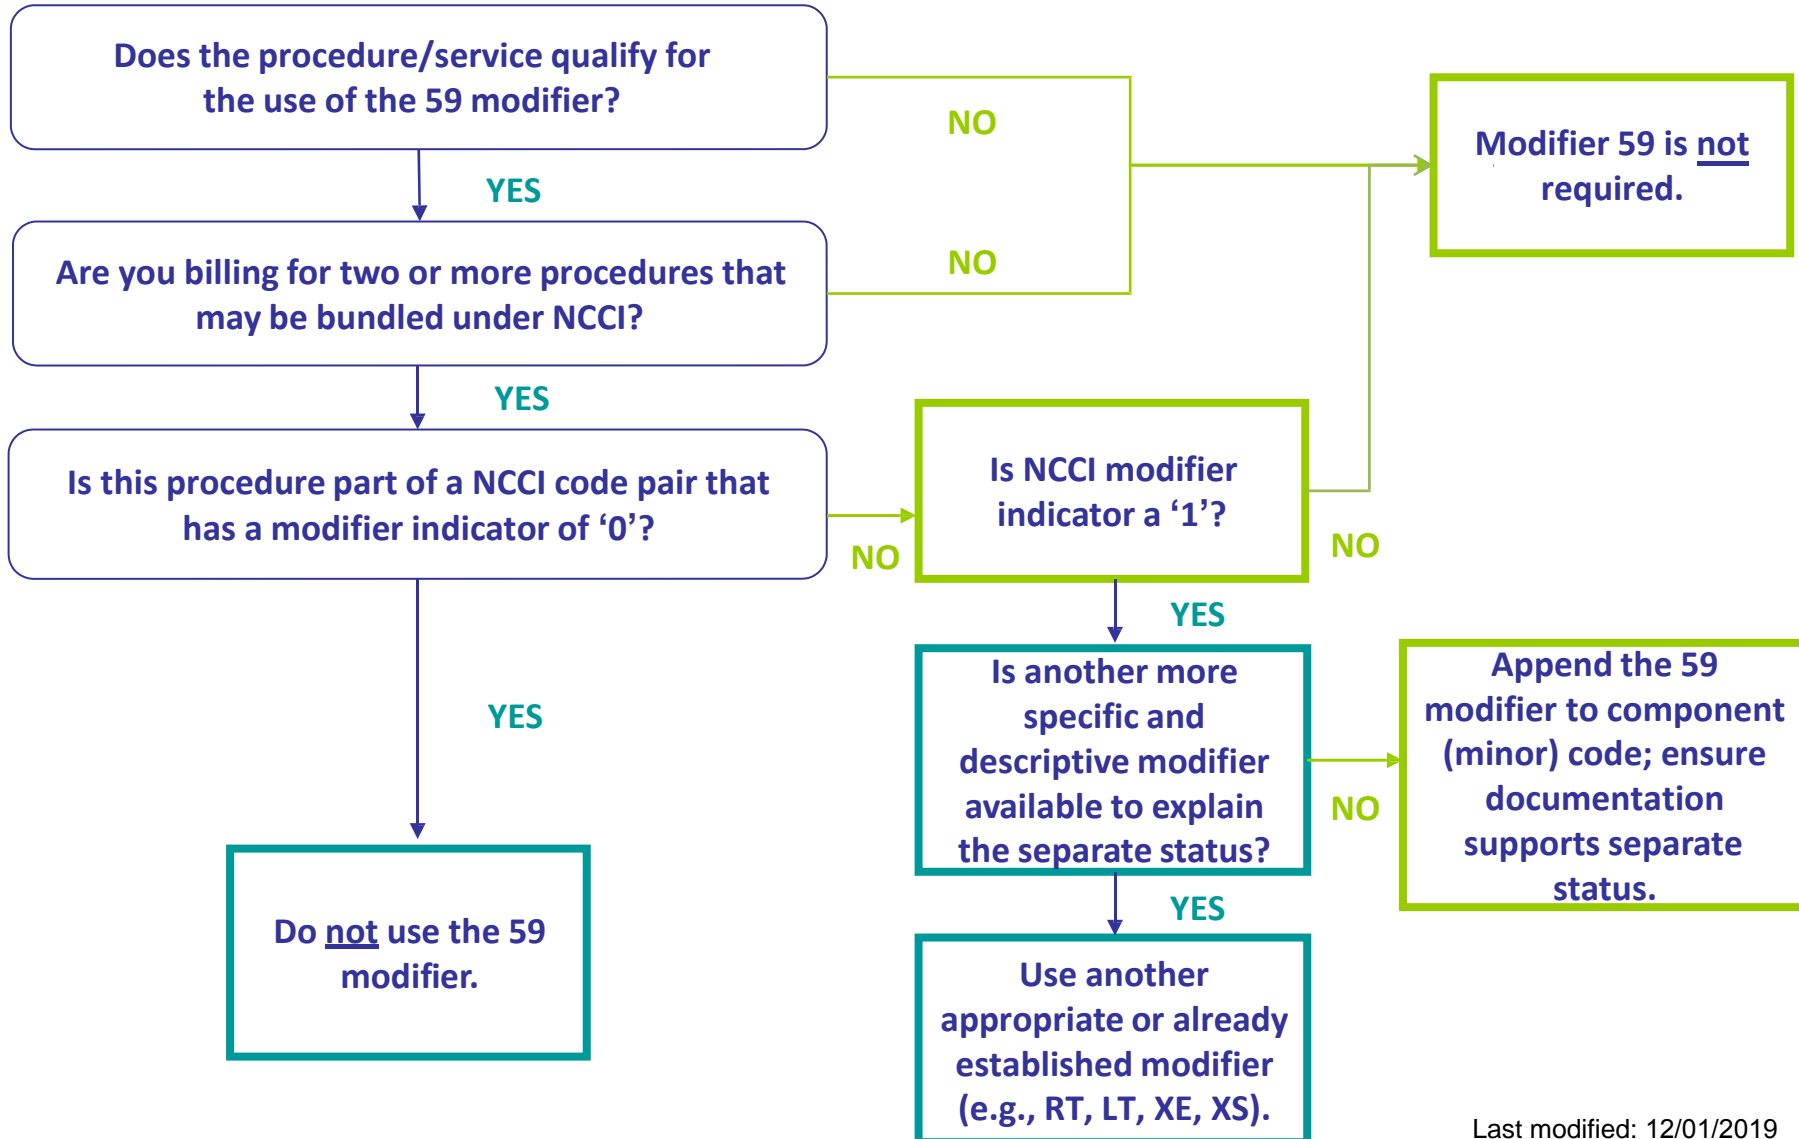 Does the procedure/service qualify for
the use of the 59 modifier?
NO
Modifier 59 is not
required.
YES
Are you billing for two or more procedures that
may be bundled under NCCI?
NO
YES
Is this procedure part of a NCCI code pair that
has a modifier indicator of ‘0’?
NO
Is NCCI modifier
indicator a ‘1’?
NO
YES
YES
Is another more
specific and
descriptive modifier
available to explain
the separate status?
NO
Append the 59
modifier to component
(minor) code; ensure
documentation
supports separate
status.
YES
Do not use the 59
modifier.
Use another
appropriate or already
established modifier
(e.g., RT, LT, XE, XS).
Last modified: 12/01/2019